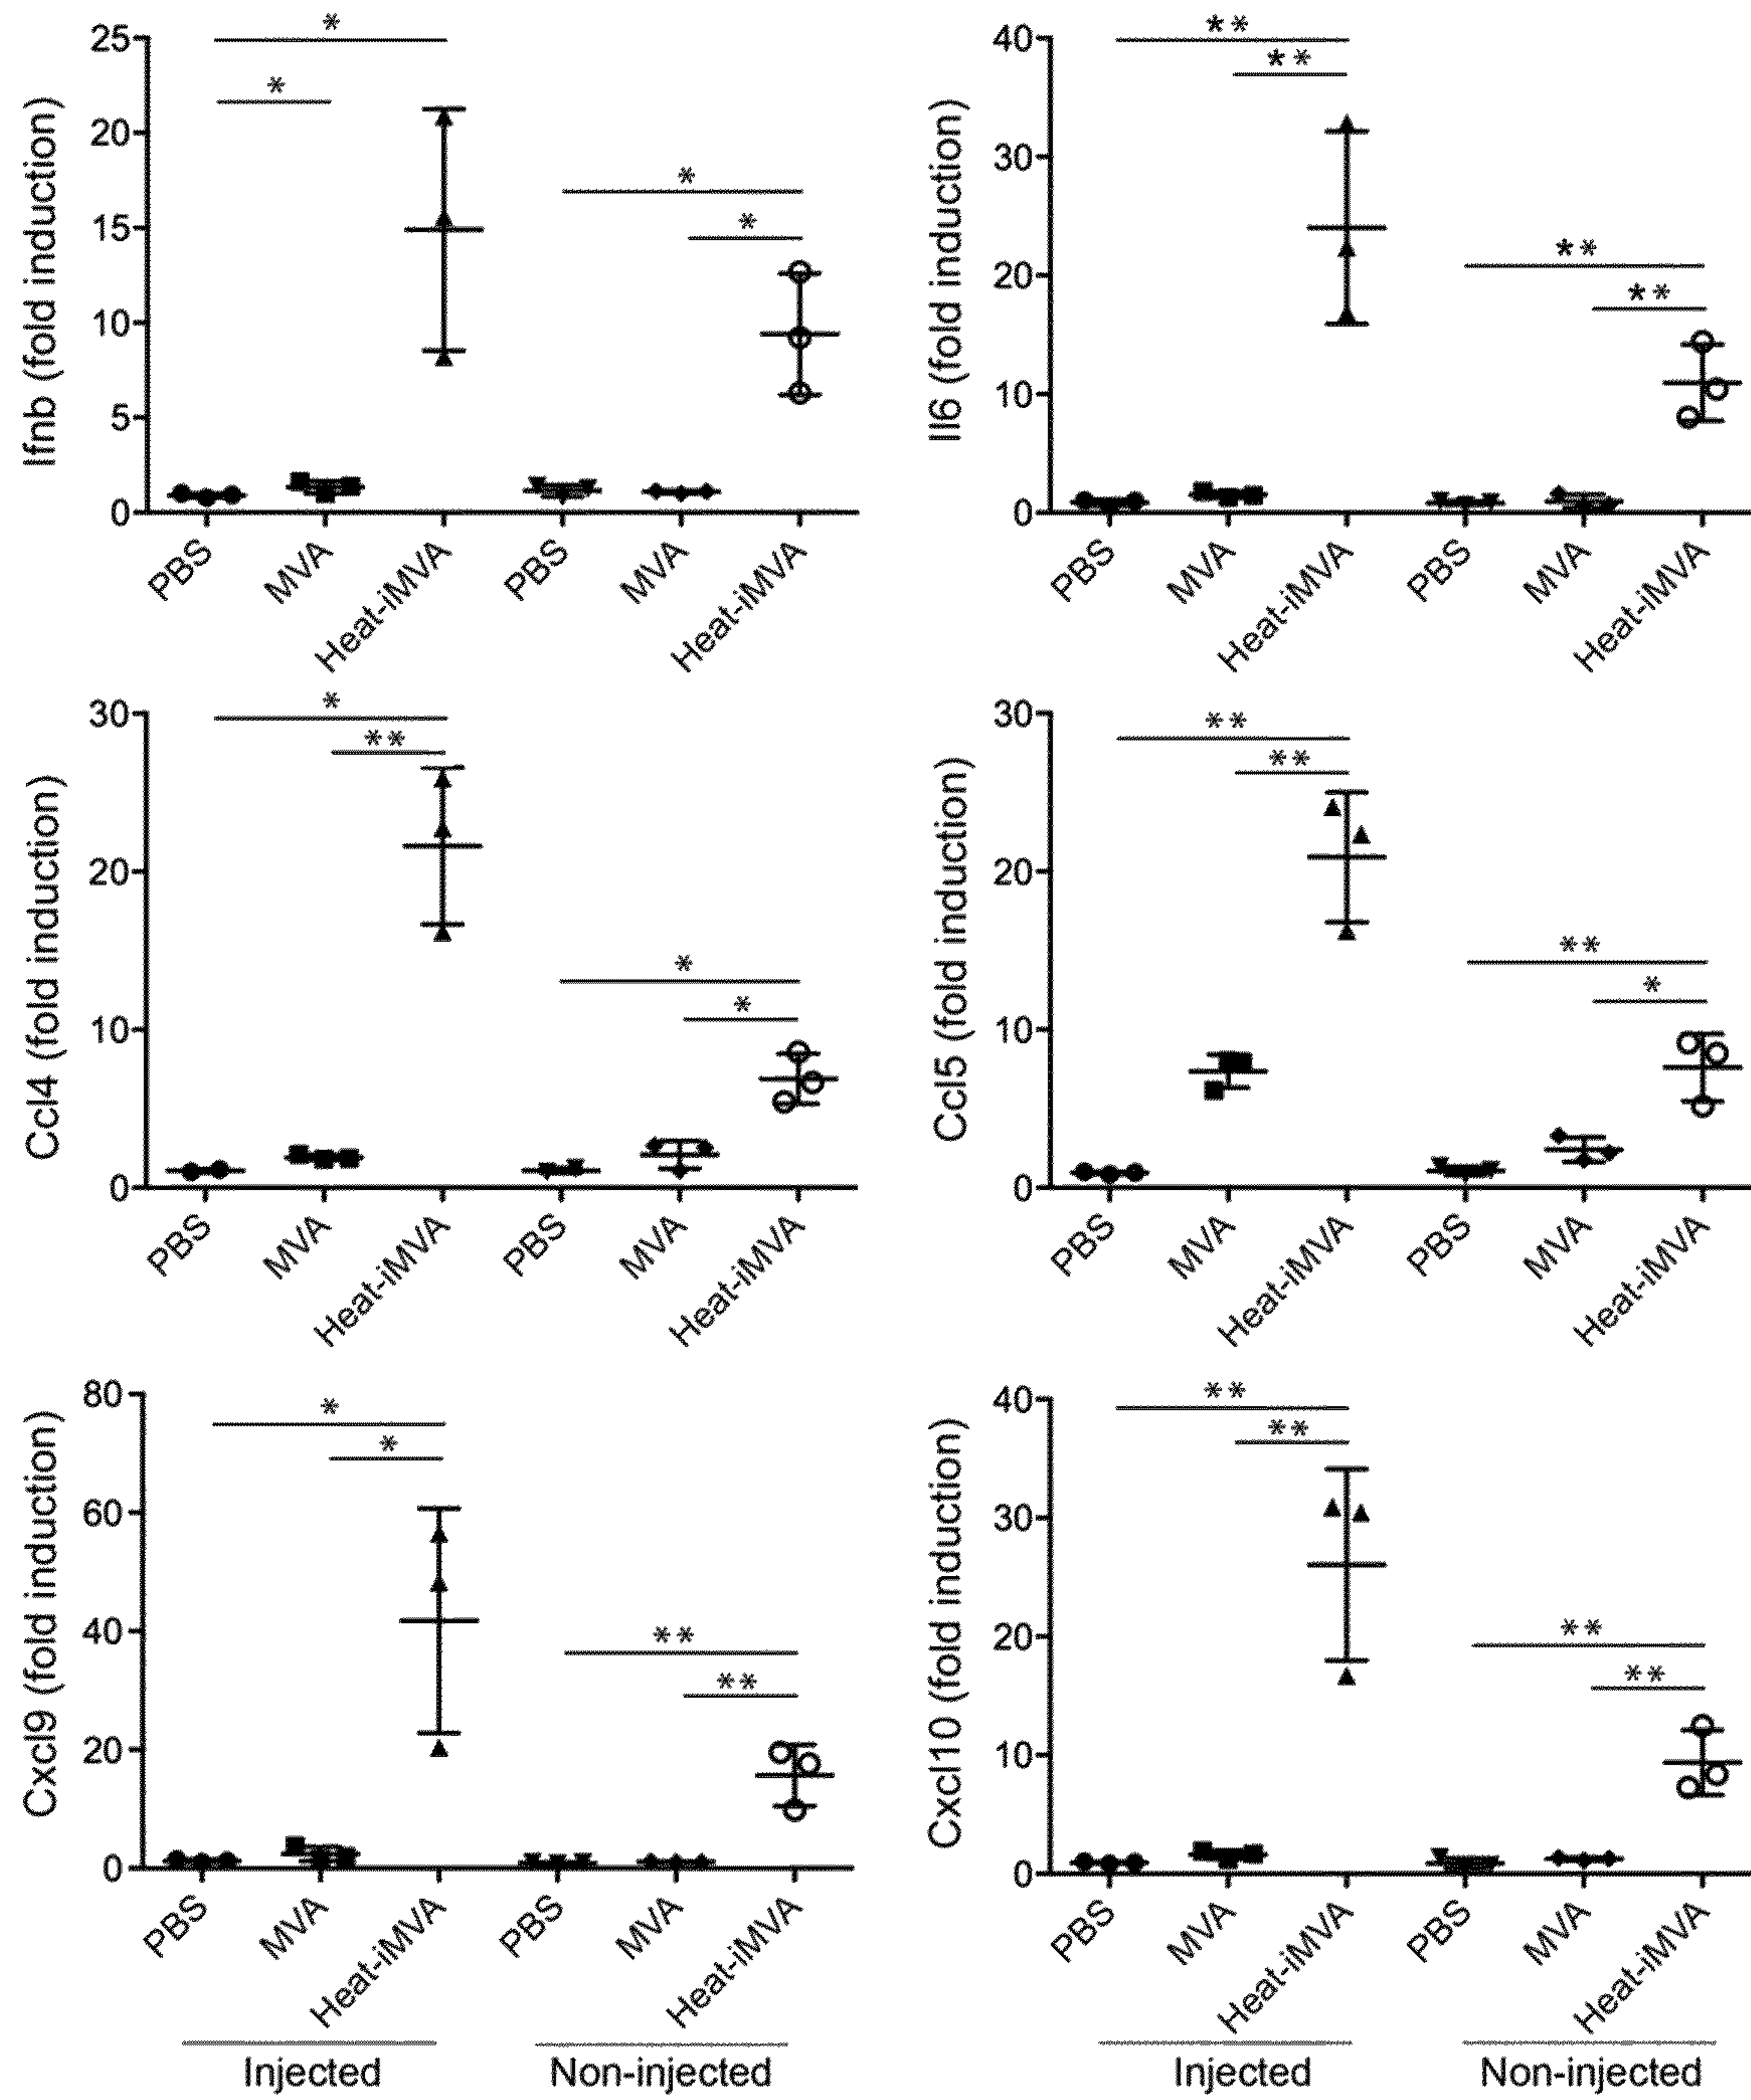 Ifnb (fold induction)
25
20
15
10
5
0
*
*
*
*
PBS
MVA
Heat-iMVA
PBS
MVA
Heat-iMVA
Il6 (fold induction)
40
30
20
10
0
**
**
**
**
PBS
MVA
Heat-iMVA
PBS
MVA
Heat-iMVA
Ccl4 (fold induction)
30
20
10
0
*
**
*
*
PBS
MVA
Heat-iMVA
PBS
MVA
Heat-iMVA
Ccl5 (fold induction)
30
20
10
0
**
**
**
*
PBS
MVA
Heat-iMVA
PBS
MVA
Heat-iMVA
Cxcl9 (fold induction)
80
60
40
20
0
*
*
**
**
PBS
MVA
Heat-iMVA
PBS
MVA
Heat-iMVA
Injected
Non-injected
Cxcl10 (fold induction)
40
30
20
10
0
**
**
**
**
PBS
MVA
Heat-iMVA
PBS
MVA
Heat-iMVA
Injected
Non-injected